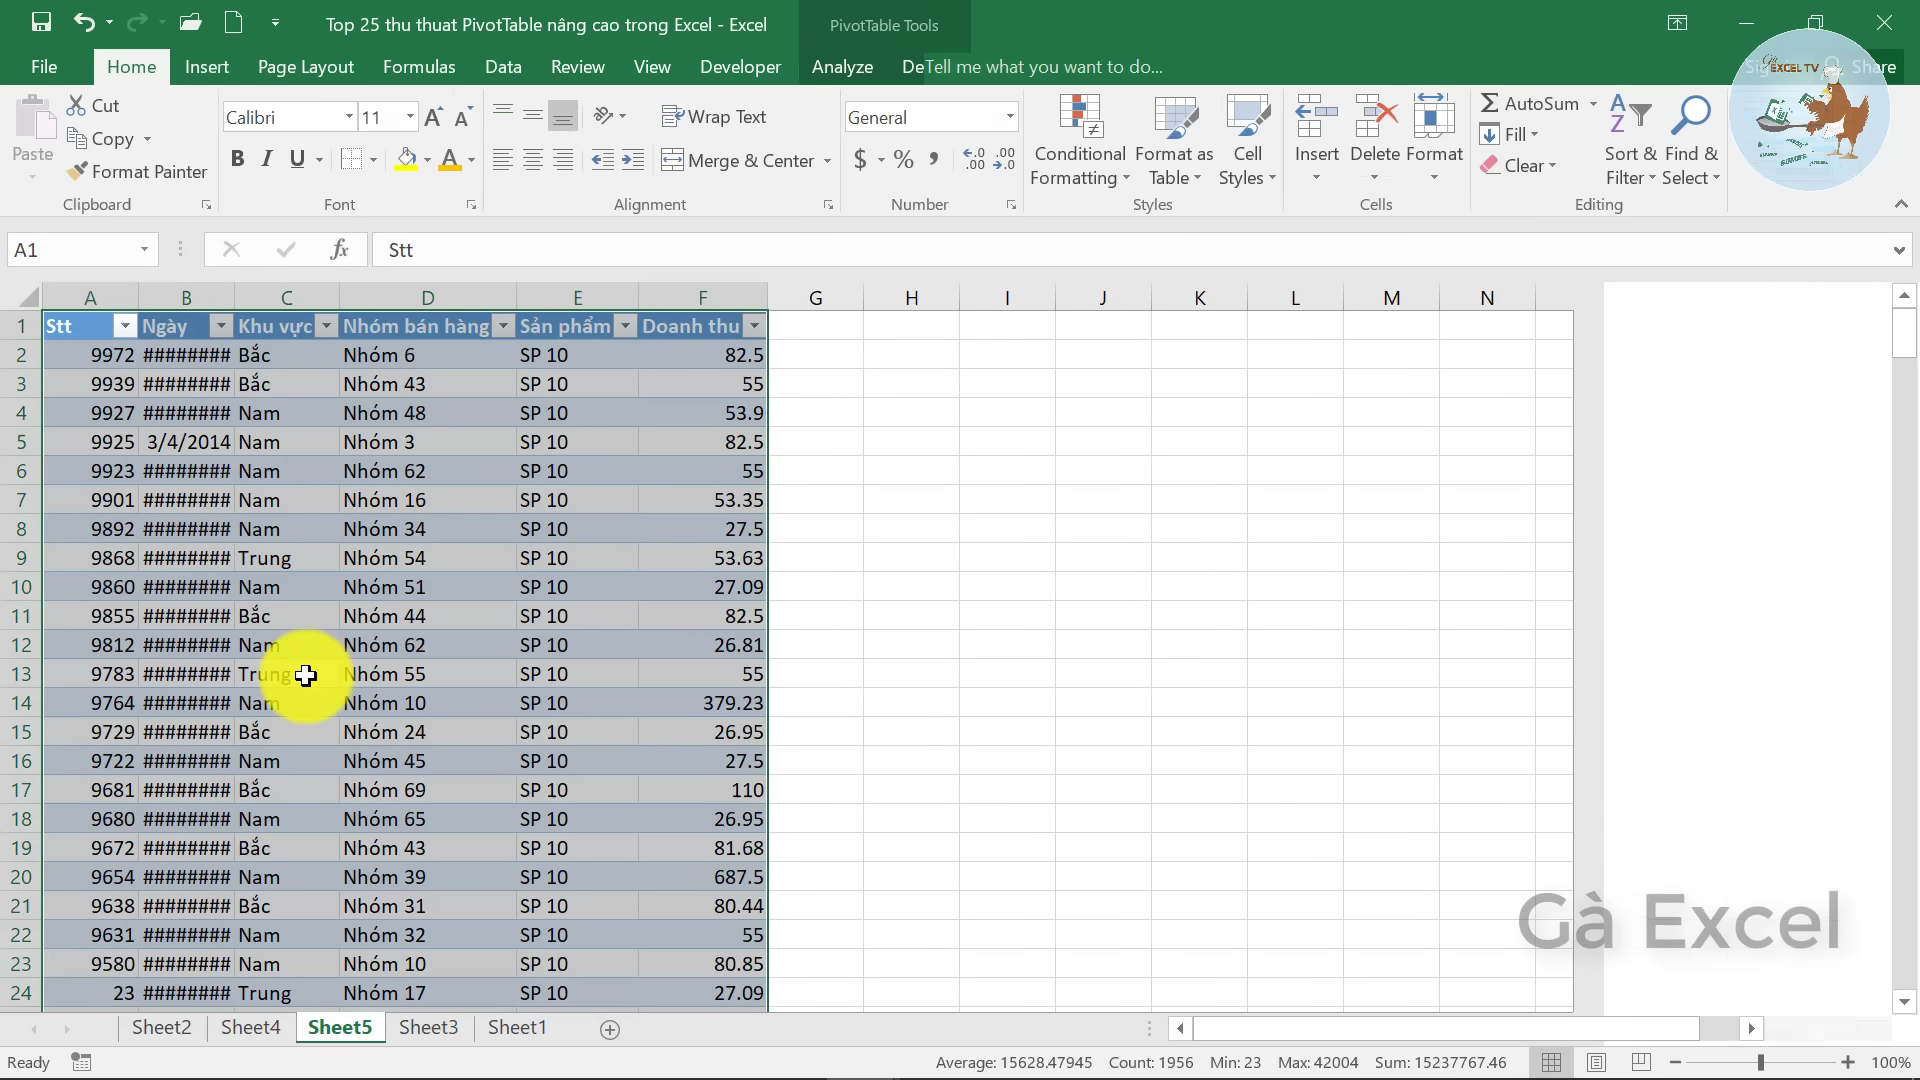 Top 25 thu thuat PivotTable nâng cao trong Excel - Excel
PivotTable Tools
File Home Insert Page Layout Formulas Data Review View Developer Analyze De Tell me what you want to do... Share
EXCEL TV
Cut
Copy
Format Painter
Paste
Clipboard
Calibri 11
B I U
Font
Wrap Text
Merge & Center
Alignment
General
$ % , .00 .00
Number
Conditional Formatting
Format as Table
Cell Styles
Styles
Insert Delete Format
Cells
AutoSum
Fill
Clear
Sort & Filter
Find & Select
Editing
A1 fx Stt
A B C D E F G H I J K L M N
1 Stt Ngày Khu vực Nhóm bán hàng Sản phẩm Doanh thu
2 9972 ######## Bắc Nhóm 6 SP 10 82.5
3 9939 ######## Bắc Nhóm 43 SP 10 55
4 9927 ######## Nam Nhóm 48 SP 10 53.9
5 9925 3/4/2014 Nam Nhóm 3 SP 10 82.5
6 9923 ######## Nam Nhóm 62 SP 10 55
7 9901 ######## Nam Nhóm 16 SP 10 53.35
8 9892 ######## Nam Nhóm 34 SP 10 27.5
9 9868 ######## Trung Nhóm 54 SP 10 53.63
10 9860 ######## Nam Nhóm 51 SP 10 27.09
11 9855 ######## Bắc Nhóm 44 SP 10 82.5
12 9812 ######## Nam Nhóm 62 SP 10 26.81
13 9783 ######## Trung Nhóm 55 SP 10 55
14 9764 ######## Nam Nhóm 10 SP 10 379.23
15 9729 ######## Bắc Nhóm 24 SP 10 26.95
16 9722 ######## Nam Nhóm 45 SP 10 27.5
17 9681 ######## Bắc Nhóm 69 SP 10 110
18 9680 ######## Nam Nhóm 65 SP 10 26.95
19 9672 ######## Bắc Nhóm 43 SP 10 81.68
20 9654 ######## Nam Nhóm 39 SP 10 687.5
21 9638 ######## Bắc Nhóm 31 SP 10 80.44
22 9631 ######## Nam Nhóm 32 SP 10 55
23 9580 ######## Nam Nhóm 10 SP 10 80.85
24 23 ######## Trung Nhóm 17 SP 10 27.09
Gà Excel
Sheet2 Sheet4 Sheet5 Sheet3 Sheet1
Ready Average: 15628.47945 Count: 1956 Min: 23 Max: 42004 Sum: 15237767.46 100%